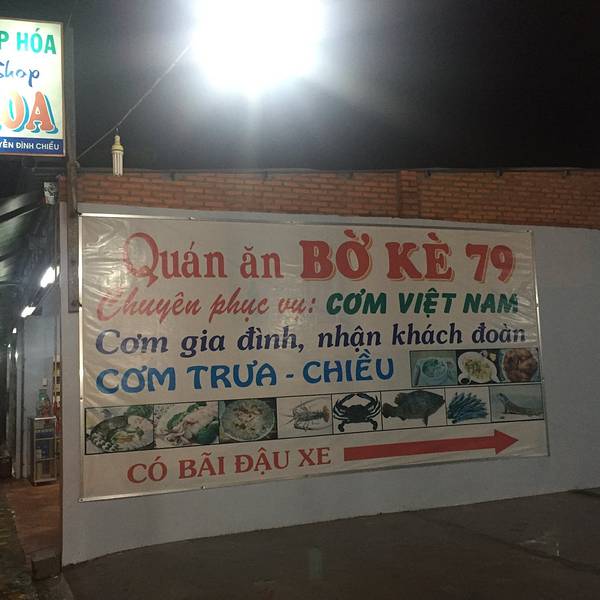 P HÓA
Shop
OA
YỄN ĐÌNH CHIỂU
Quán ăn BỜ KÈ 79
Chuyên phục vụ: CƠM VIỆT NAM
Cơm gia đình, nhận khách đoàn
CƠM TRƯA - CHIỀU
CÓ BÃI ĐẬU XE